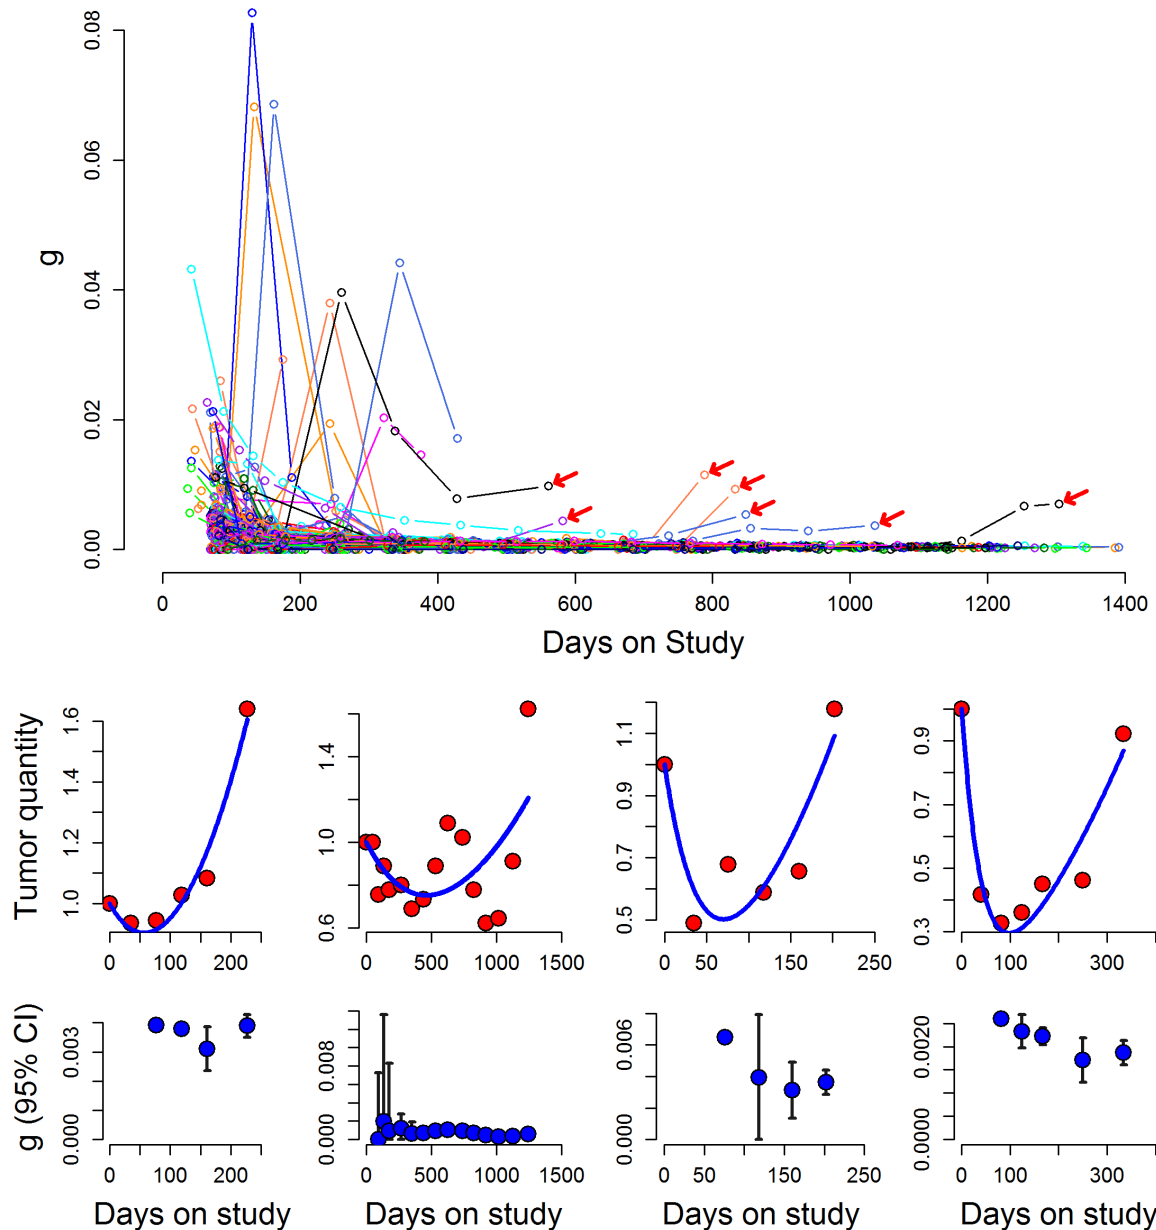 0.08
0.06
g
0.04
0.02
0.00
0 200 400 600 800 1000 1200 1400
Days on Study
Tumor quantity
1.0 1.2 1.4 1.6
0.6 1.0 1.4
0.5 0.7 0.9 1.1
0.3 0.5 0.7 0.9
0 100 200
0 500 1000 1500
0 50 150 250
0 100 300
g (95% CI)
0.000 0.003
0.000 0.008
0.000 0.006
0.0000 0.0020
0 100 200
0 500 1000 1500
0 50 150 250
0 100 300
Days on study Days on study Days on study Days on study